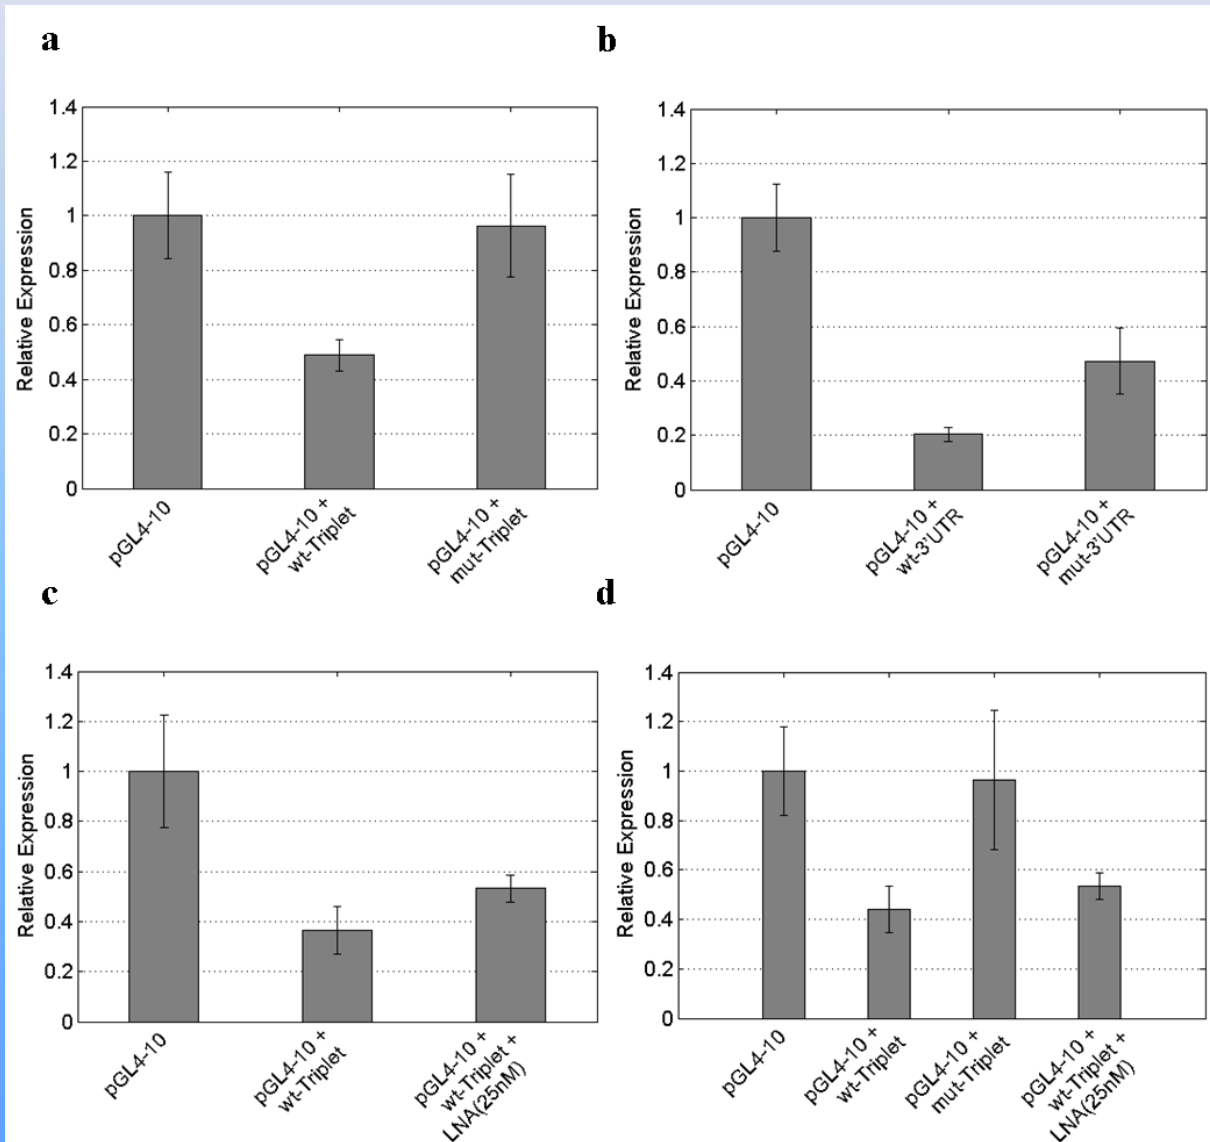 a
1.4
1.2
1
0.8
0.6
0.4
0.2
0
Relative Expression
pGL4-10
pGL4-10 +
wt-Triplet
pGL4-10 +
mut-Triplet
b
1.4
1.2
1
0.8
0.6
0.4
0.2
0
Relative Expression
pGL4-10
pGL4-10 +
wt-3'UTR
pGL4-10 +
mut-3'UTR
c
1.4
1.2
1
0.8
0.6
0.4
0.2
0
Relative Expression
pGL4-10
pGL4-10 +
wt-Triplet
pGL4-10 +
wt-Triplet +
LNA(25nM)
d
1.4
1.2
1
0.8
0.6
0.4
0.2
0
Relative Expression
pGL4-10
pGL4-10 +
wt-Triplet
pGL4-10 +
mut-Triplet
pGL4-10 +
wt-Triplet +
LNA(25nM)